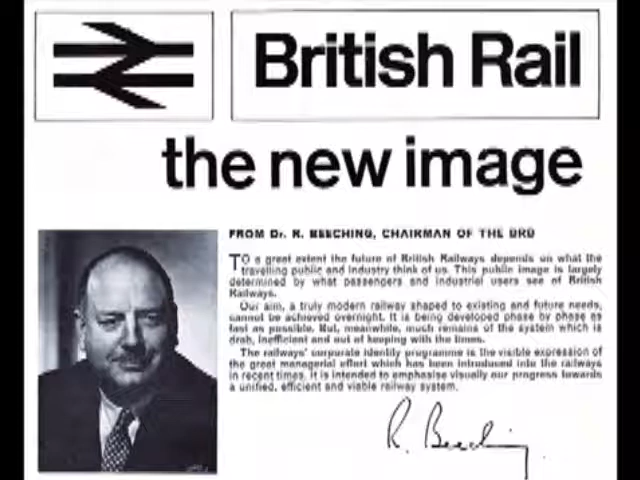 British Rail
the new image
FROM Dr. R. BEECHING, CHAIRMAN OF THE BRB
TO a great extent the future of British Railways depends on what the
travelling public and industry think of us. This public image is largely
determined by what passengers and industrial users see of British
Railways.
Our aim, a truly modern railway shaped to existing and future needs,
cannot be achieved overnight. It is being developed phase by phase as
fast as possible. But, meanwhile, much remains of the system which is
drab, inefficient and out of keeping with the times.
The railways' corporate identity programme is the visible expression of
the great managerial effort which has been introduced into the railways
in recent times. It is intended to emphasise visually our progress towards
a unified, efficient and viable railway system.
R. Beeching.